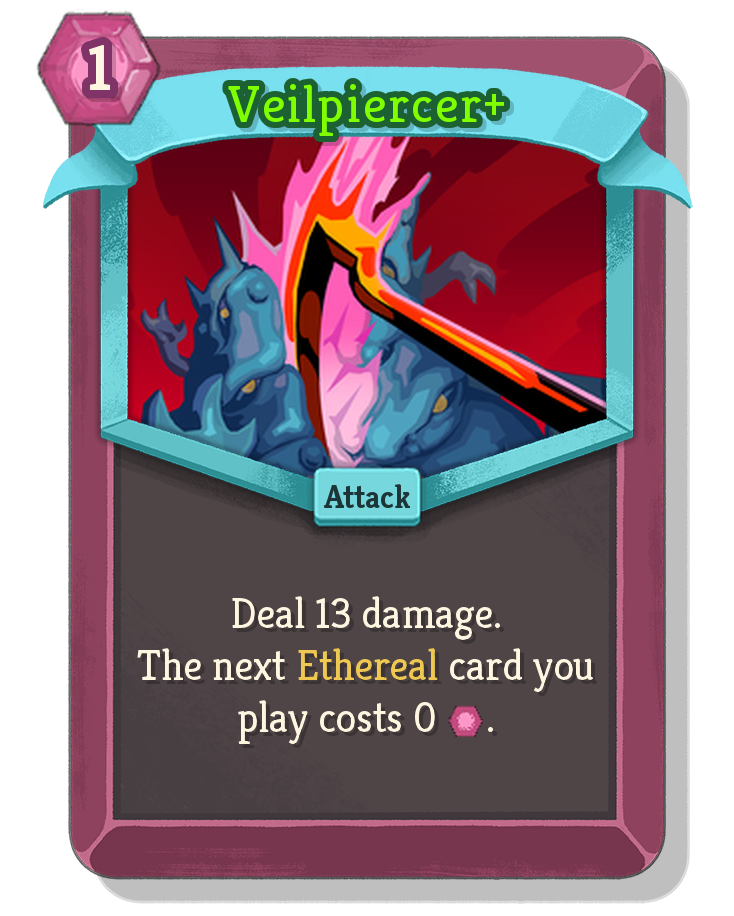 1
Veilpiercer+
Attack
Deal 13 damage.
The next Ethereal card you
play costs 0 .